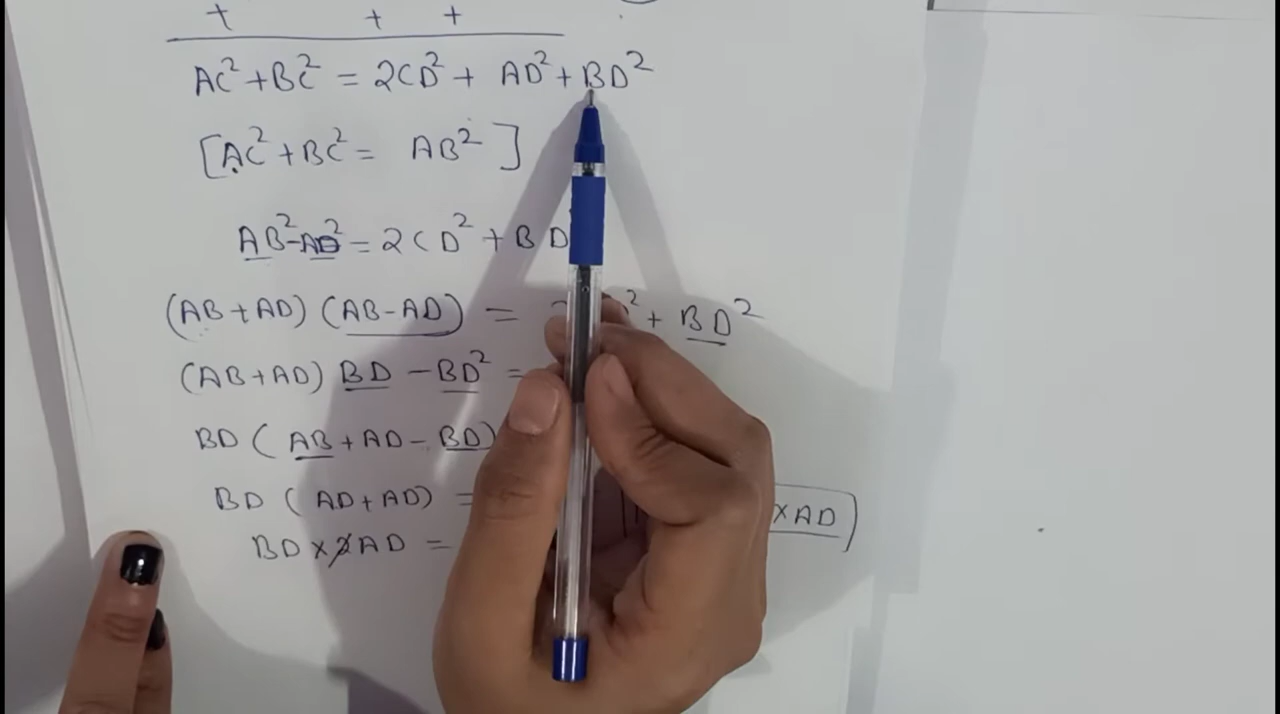 + + +
AC² + BC² = 2CD² + AD² + BD²
[AC² + BC² = AB²]
AB² - AD² = 2CD² + BD
(AB + AD) (AB - AD) = ² + BD²
(AB + AD) BD - BD² =
BD (AB + AD - BD)
BD (AD + AD) =
× AD
BD × 2AD =